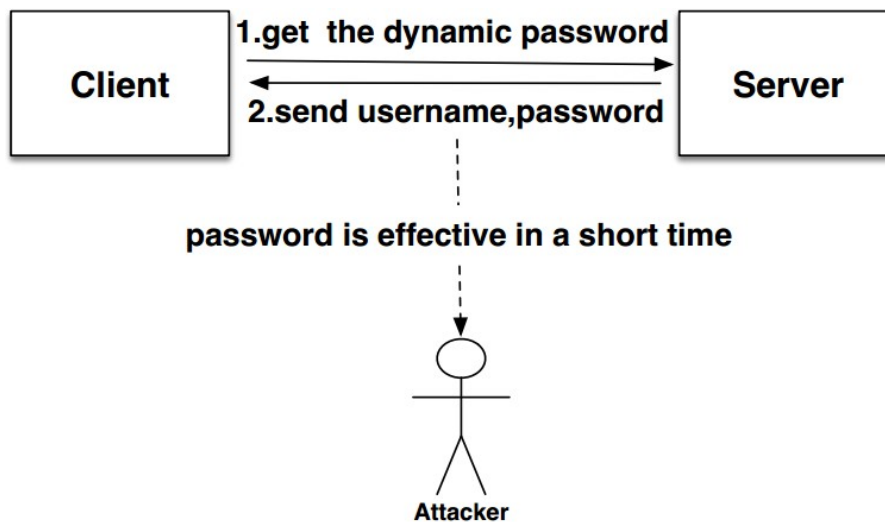 1.get the dynamic password
Client
Server
2.send username,password
password is effective in a short time
Attacker